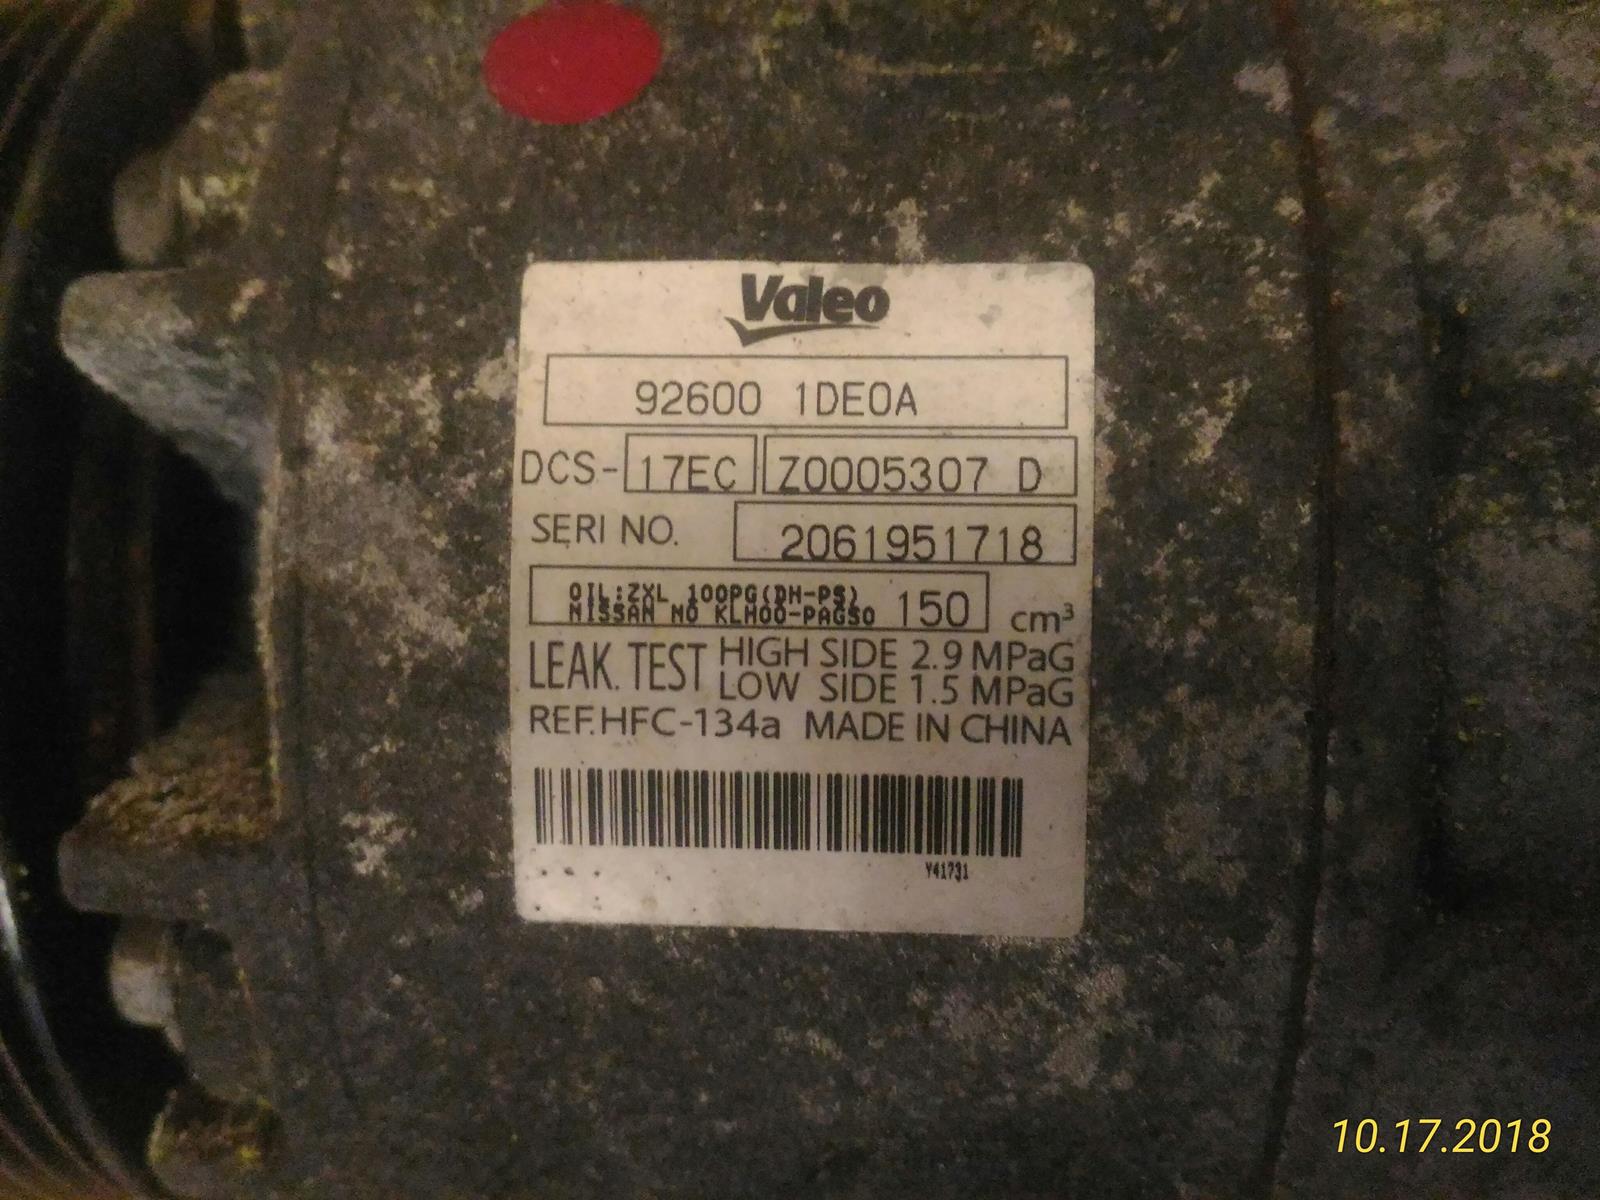 Valeo
92600 1DE0A
DCS- 17EC Z0005307 D
SERI NO. 2061951718
OIL:ZXL 100PG(DH-PS)
NISSAN NO KLH00-PAGS0 150 cm³
LEAK. TEST HIGH SIDE 2.9 MPaG
LOW SIDE 1.5 MPaG
REF.HFC-134a MADE IN CHINA
Y41731
10.17.2018